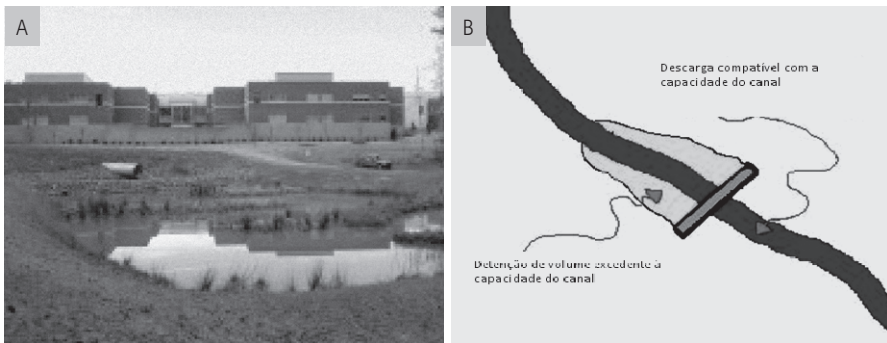 A
B
Descarga compatível com a
capacidade do canal
Detenção de volume excedente à
capacidade do canal